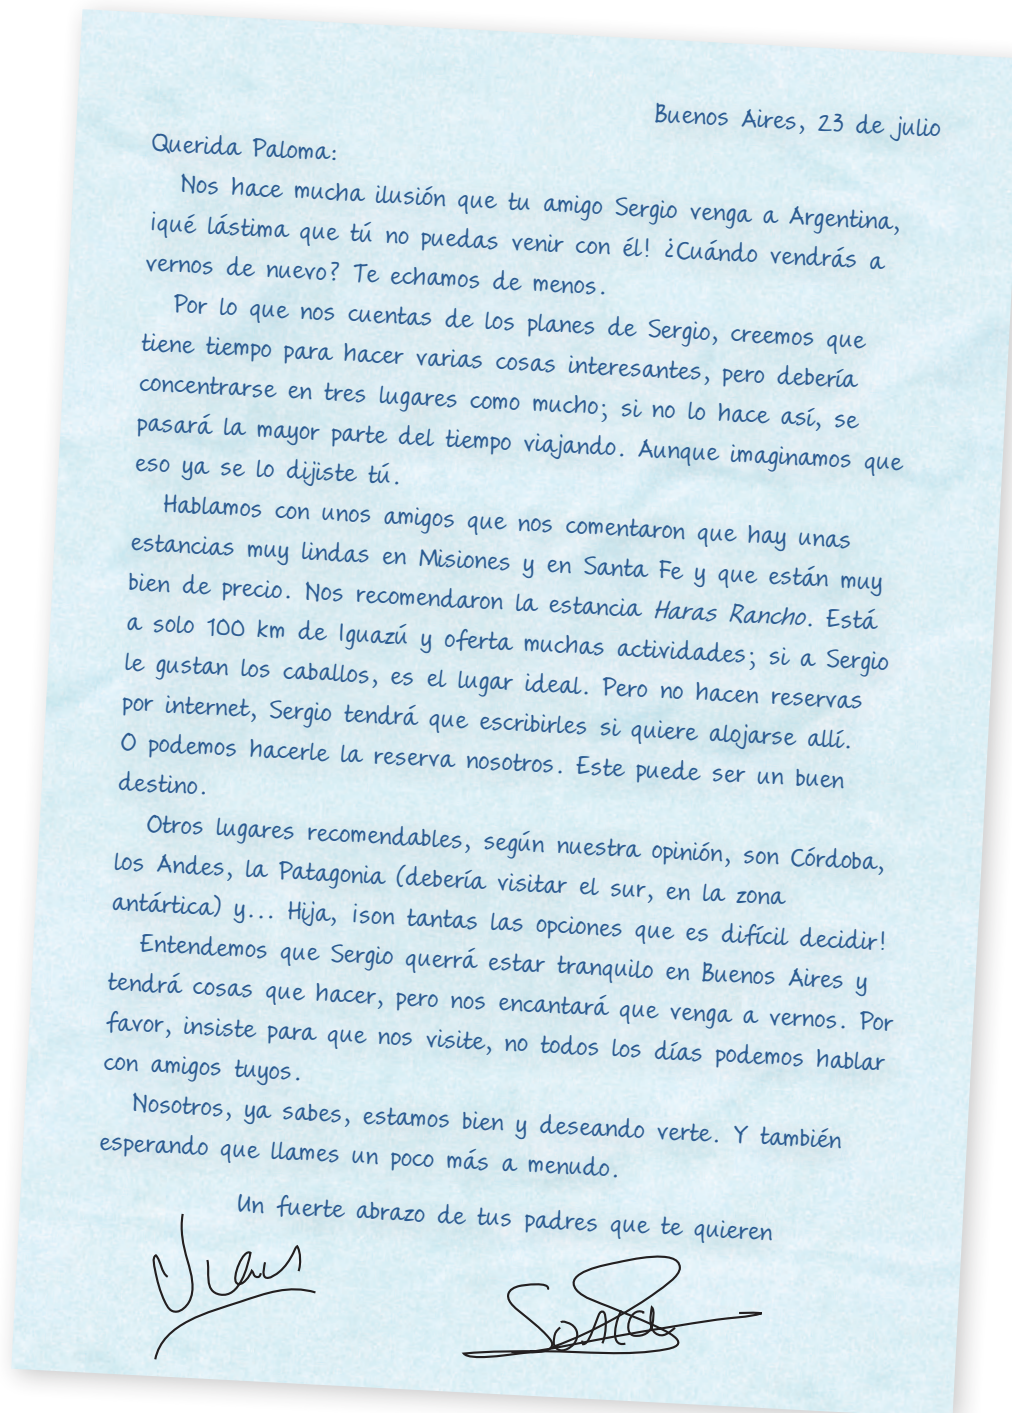 Buenos Aires, 23 de julio
Querida Paloma:
Nos hace mucha ilusión que tu amigo Sergio venga a Argentina,
¡qué lástima que tú no puedas venir con él! ¿Cuándo vendrás a
vernos de nuevo? Te echamos de menos.
Por lo que nos cuentas de los planes de Sergio, creemos que
tiene tiempo para hacer varias cosas interesantes, pero debería
concentrarse en tres lugares como mucho; si no lo hace así, se
pasará la mayor parte del tiempo viajando. Aunque imaginamos que
eso ya se lo dijiste tú.
Hablamos con unos amigos que nos comentaron que hay unas
estancias muy lindas en Misiones y en Santa Fe y que están muy
bien de precio. Nos recomendaron la estancia Haras Rancho. Está
a solo 100 km de Iguazú y oferta muchas actividades; si a Sergio
le gustan los caballos, es el lugar ideal. Pero no hacen reservas
por internet, Sergio tendrá que escribirles si quiere alojarse allí.
O podemos hacerle la reserva nosotros. Este puede ser un buen
destino.
Otros lugares recomendables, según nuestra opinión, son Córdoba,
los Andes, la Patagonia (debería visitar el sur, en la zona
antártica) y... Hija, ¡son tantas las opciones que es difícil decidir!
Entendemos que Sergio querrá estar tranquilo en Buenos Aires y
tendrá cosas que hacer, pero nos encantará que venga a vernos. Por
favor, insiste para que nos visite, no todos los días podemos hablar
con amigos tuyos.
Nosotros, ya sabes, estamos bien y deseando verte. Y también
esperando que llames un poco más a menudo.
Un fuerte abrazo de tus padres que te quieren